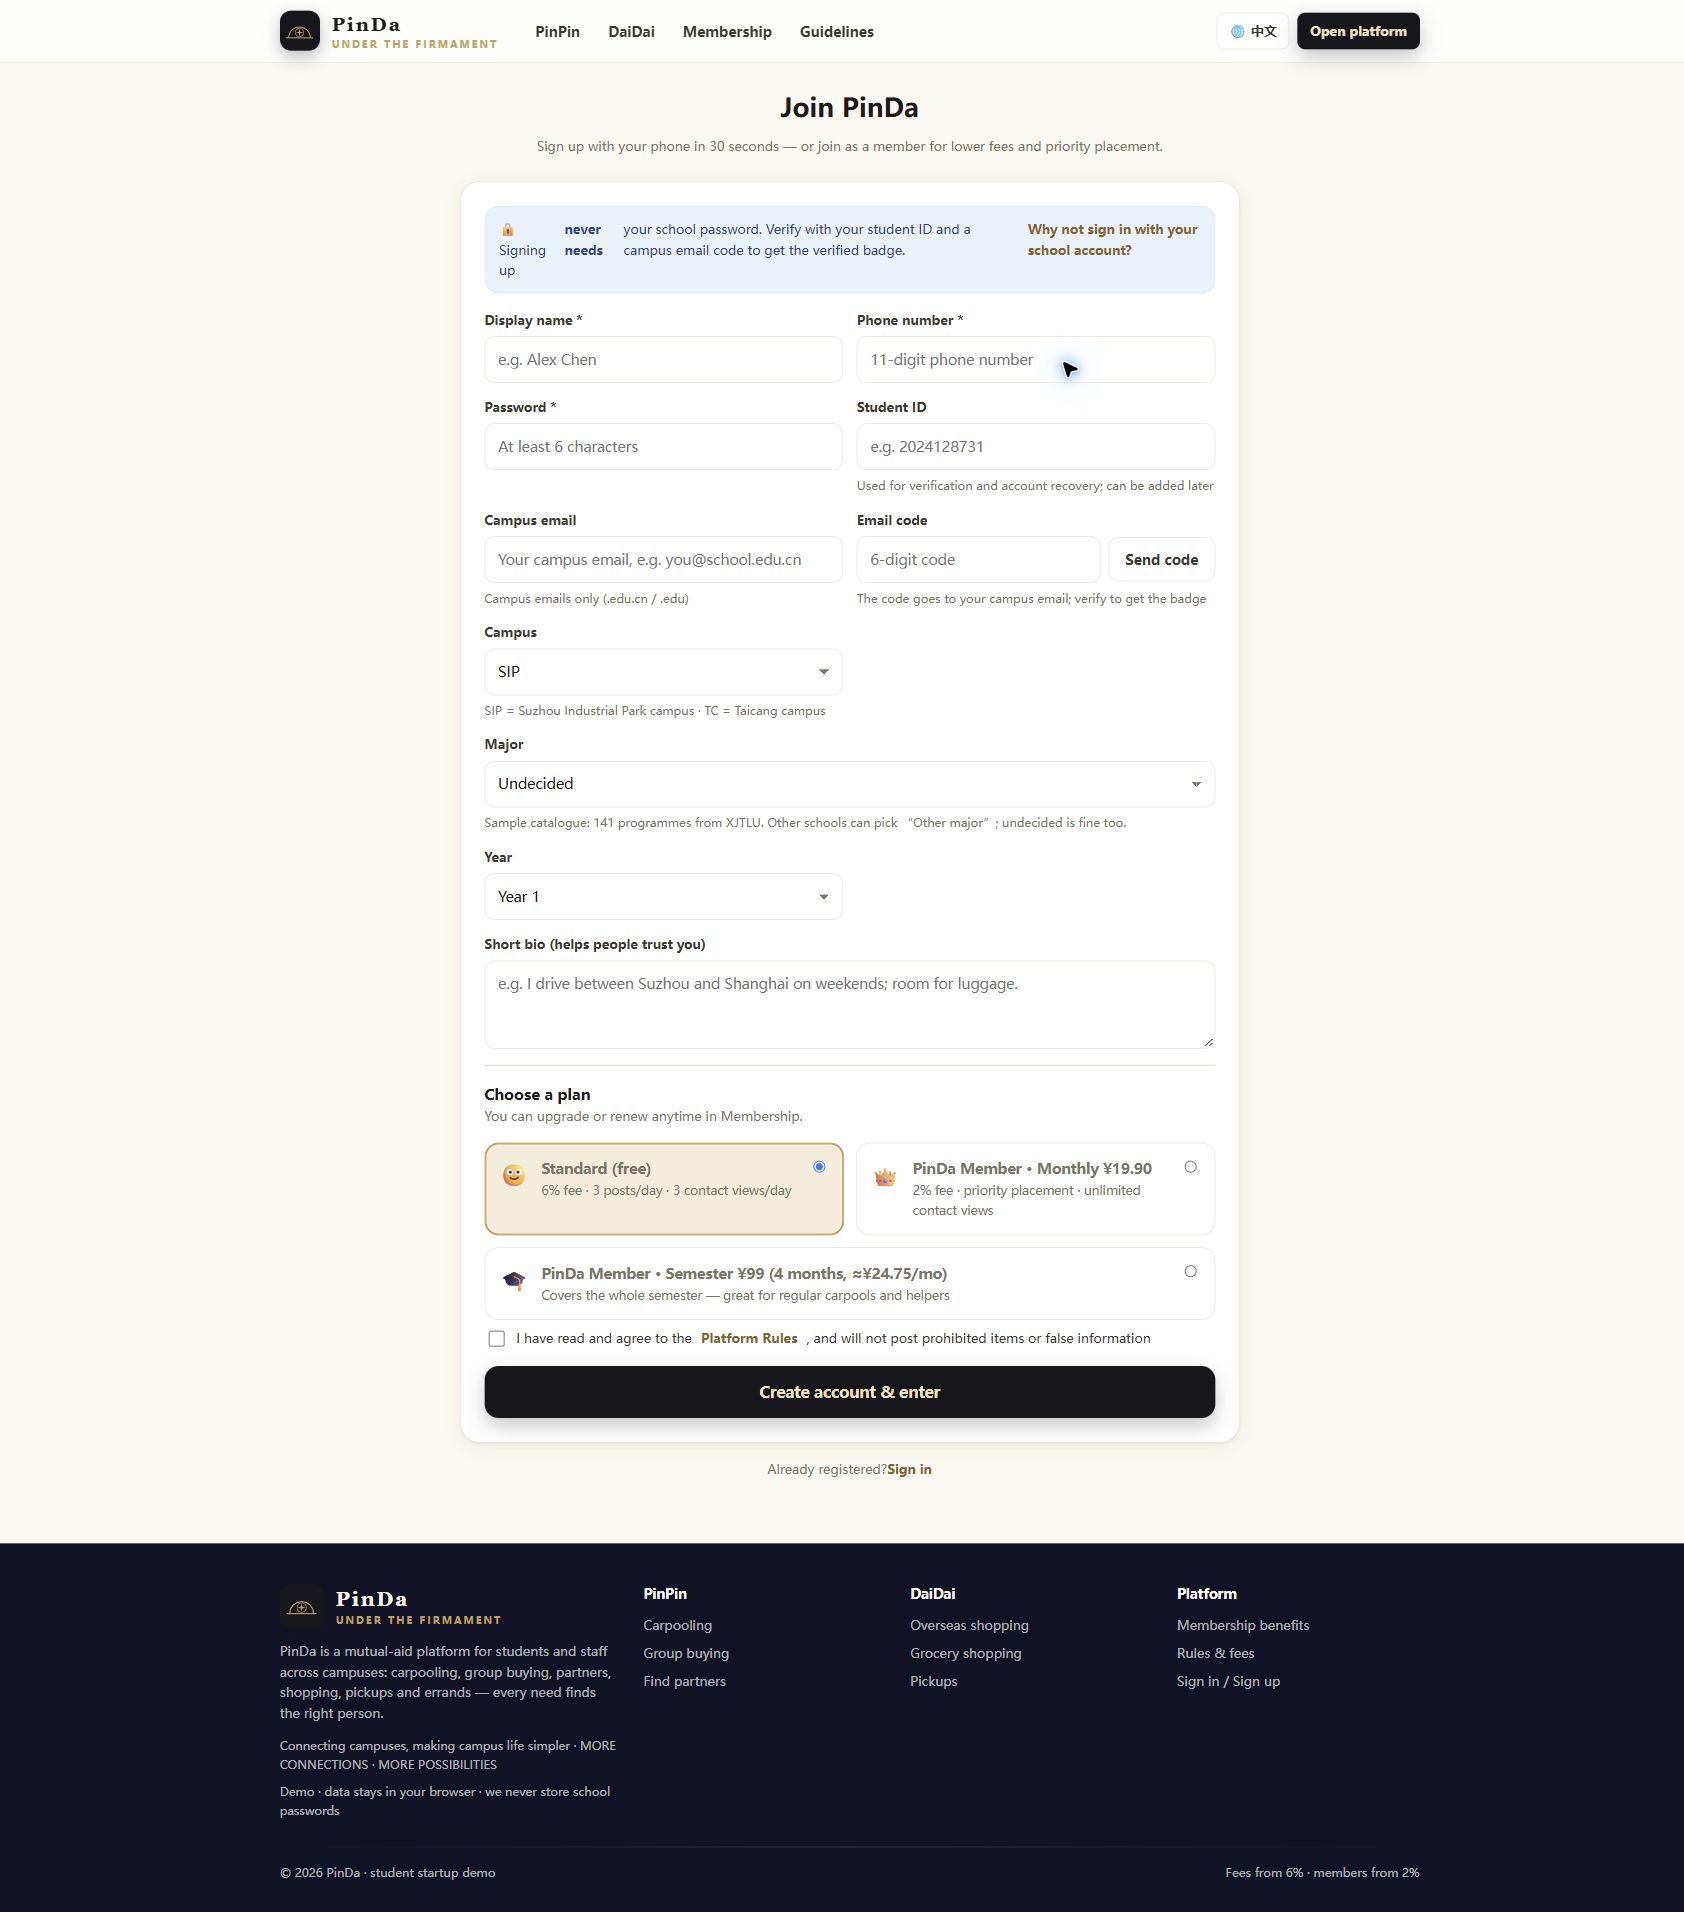 PinDa
UNDER THE FIRMAMENT
PinPin
DaiDai
Membership
Guidelines
中文
Open platform
Join PinDa
Sign up with your phone in 30 seconds — or join as a member for lower fees and priority placement.
Signing up
never needs
your school password. Verify with your student ID and a campus email code to get the verified badge.
Why not sign in with your school account?
Display name *
e.g. Alex Chen
Phone number *
11-digit phone number
Password *
At least 6 characters
Student ID
e.g. 2024128731
Used for verification and account recovery; can be added later
Campus email
Your campus email, e.g. you@school.edu.cn
Campus emails only (.edu.cn / .edu)
Email code
6-digit code
Send code
The code goes to your campus email; verify to get the badge
Campus
SIP
SIP = Suzhou Industrial Park campus · TC = Taicang campus
Major
Undecided
Sample catalogue: 141 programmes from XJTLU. Other schools can pick “Other major”; undecided is fine too.
Year
Year 1
Short bio (helps people trust you)
e.g. I drive between Suzhou and Shanghai on weekends; room for luggage.
Choose a plan
You can upgrade or renew anytime in Membership.
Standard (free)
6% fee · 3 posts/day · 3 contact views/day
PinDa Member • Monthly ¥19.90
2% fee · priority placement · unlimited
contact views
PinDa Member • Semester ¥99 (4 months, ≈¥24.75/mo)
Covers the whole semester — great for regular carpools and helpers
I have read and agree to the Platform Rules , and will not post prohibited items or false information
Create account & enter
Already registered?Sign in
PinDa
UNDER THE FIRMAMENT
PinDa is a mutual-aid platform for students and staff
across campuses: carpooling, group buying, partners,
shopping, pickups and errands — every need finds
the right person.
Connecting campuses, making campus life simpler · MORE
CONNECTIONS · MORE POSSIBILITIES
Demo · data stays in your browser · we never store school
passwords
PinPin
Carpooling
Group buying
Find partners
DaiDai
Overseas shopping
Grocery shopping
Pickups
Platform
Membership benefits
Rules & fees
Sign in / Sign up
© 2026 PinDa · student startup demo
Fees from 6% · members from 2%